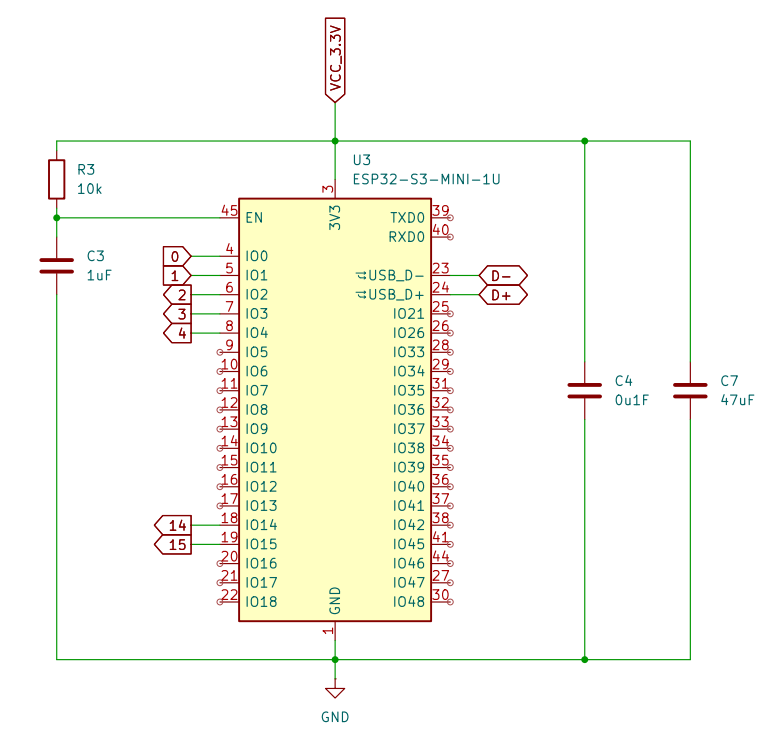 VCC_3.3V
U3
ESP32-S3-MINI-1U
R3
10k
C3
1uF
3
3V3
45 EN
4 IO0
5 IO1
6 IO2
7 IO3
8 IO4
9 IO5
10 IO6
11 IO7
12 IO8
13 IO9
14 IO10
15 IO11
16 IO12
17 IO13
18 IO14
19 IO15
20 IO16
21 IO17
22 IO18
0
1
2
3
4
14
15
TXD0 39
RXD0 40
USB_D- 23
USB_D+ 24
IO21 25
IO26 26
IO33 28
IO34 29
IO35 31
IO36 32
IO37 33
IO38 34
IO39 35
IO40 36
IO41 37
IO42 38
IO45 41
IO46 44
IO47 27
IO48 30
D-
D+
C4
0u1F
C7
47uF
GND
1
GND